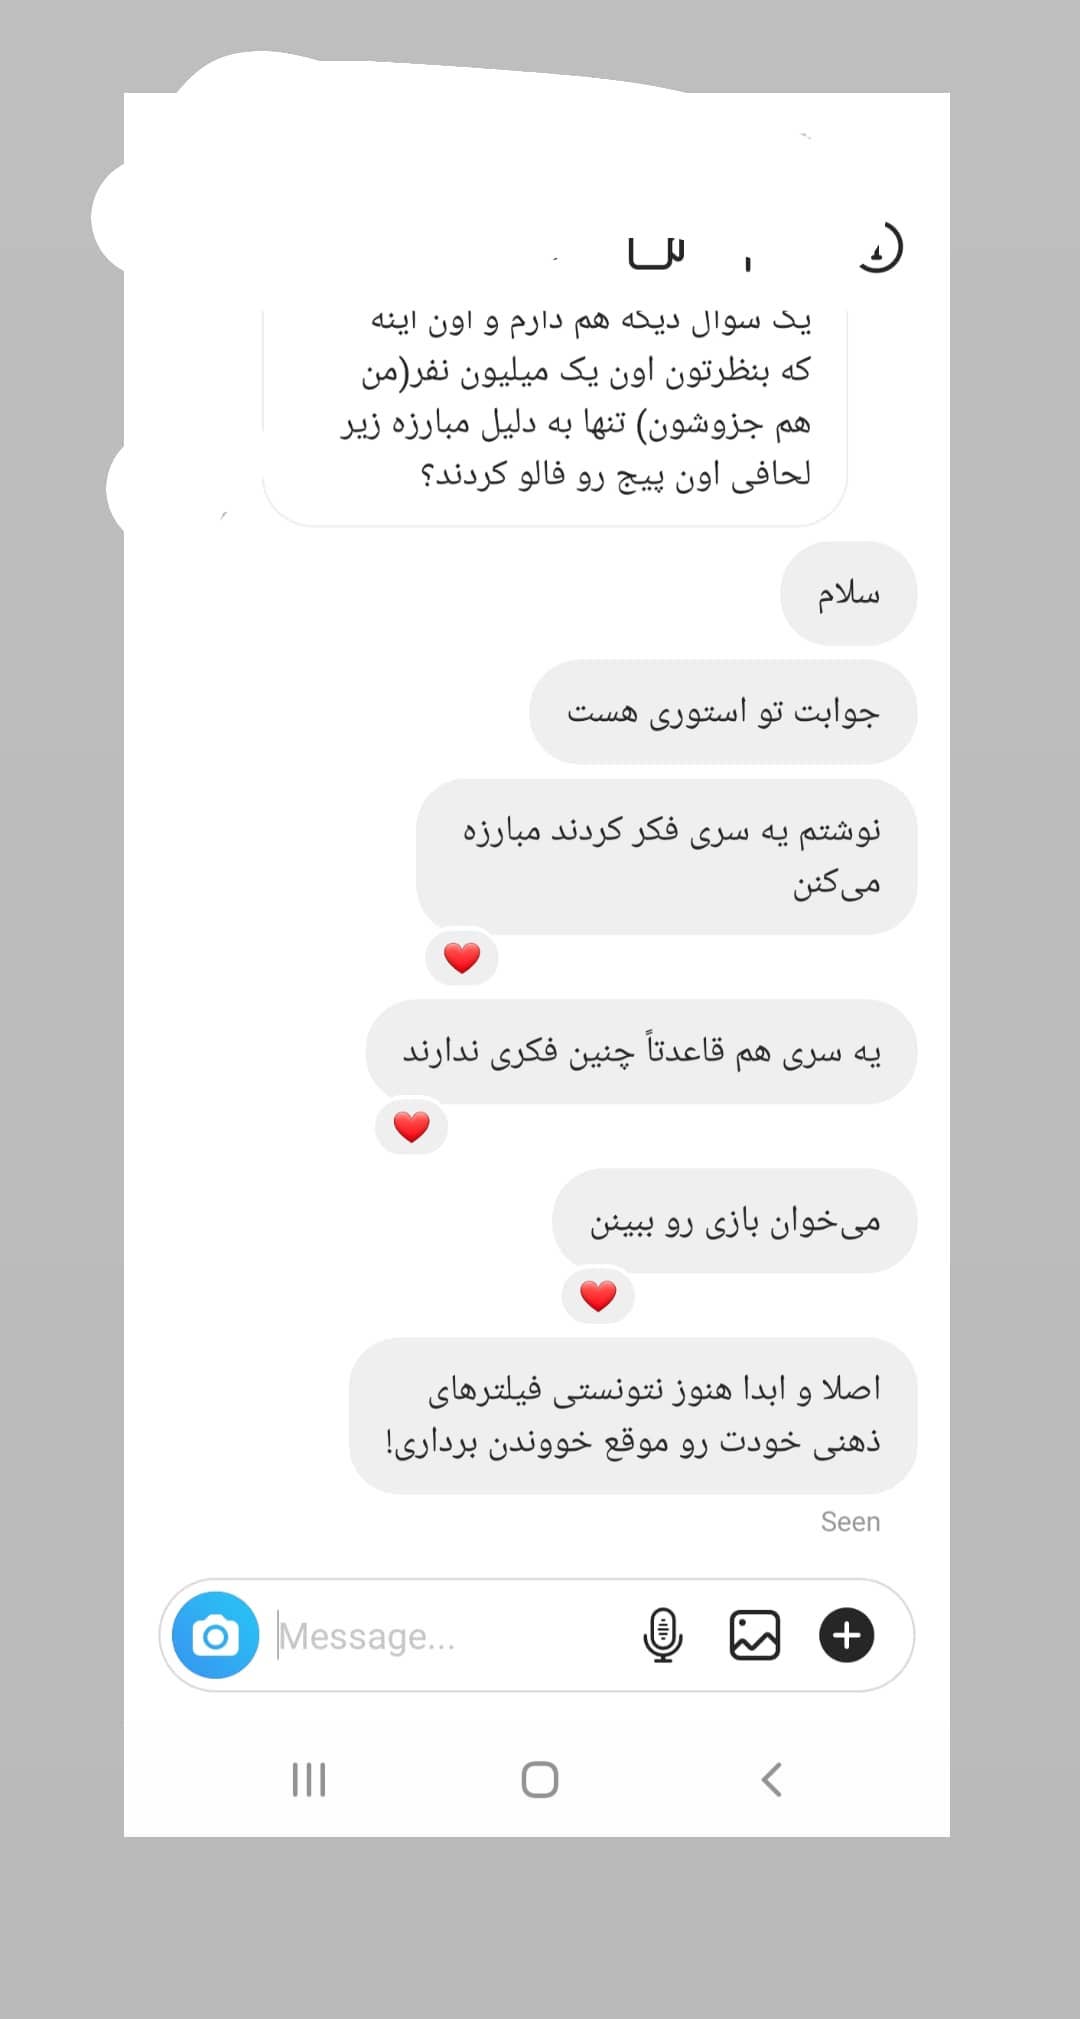 یک سوال دیگه هم دارم و اون اینه
که بنظرتون اون یک میلیون نفر(من
هم جزوشون) تنها به دلیل مبارزه زیر
لحافی اون پیج رو فالو کردند؟
سلام
جوابت تو استوری هست
نوشتم یه سری فکر کردند مبارزه
می‌کنن
یه سری هم قاعدتاً چنین فکری ندارند
می‌خوان بازی رو ببینن
اصلا و ابدا هنوز نتونستی فیلترهای
ذهنی خودت رو موقع خووندن برداری!
Seen
Message...